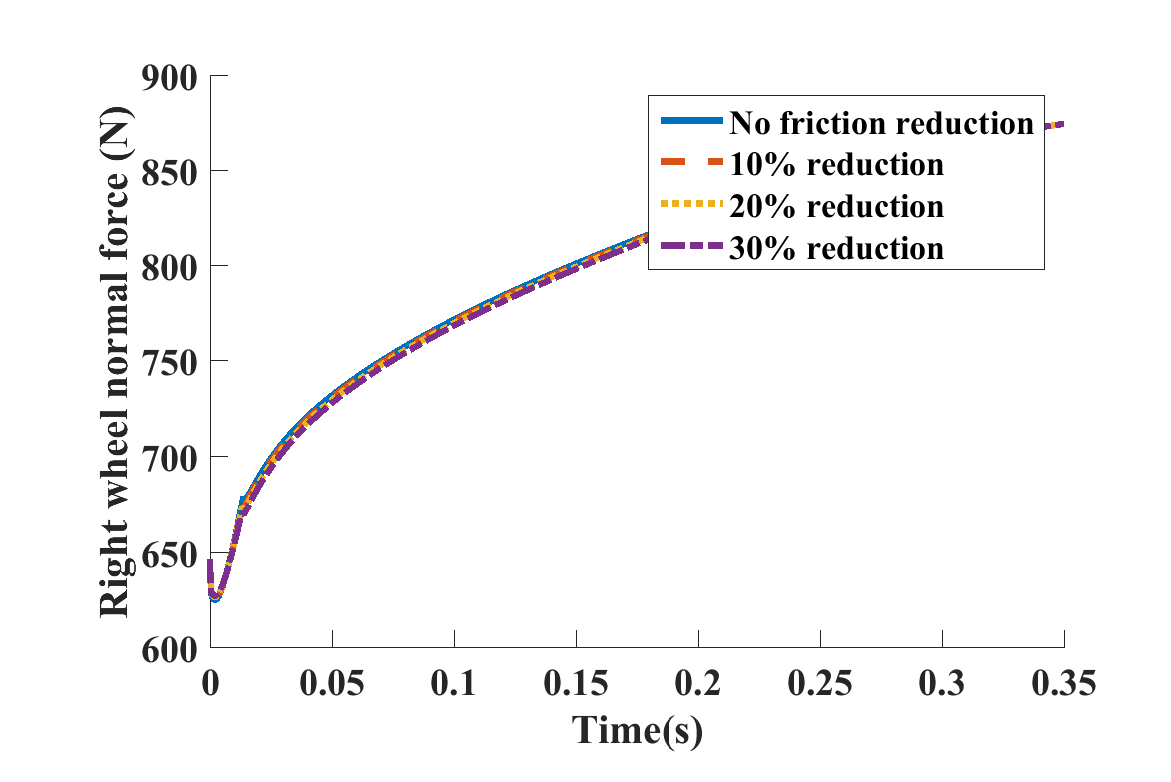 900
850
800
750
700
650
600
Right wheel normal force (N)
No friction reduction
10% reduction
20% reduction
30% reduction
0 0.05 0.1 0.15 0.2 0.25 0.3 0.35
Time(s)